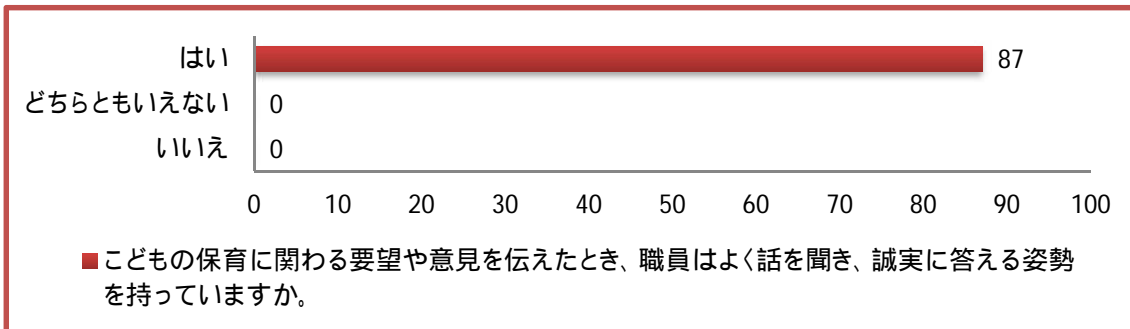 はい 87
どちらともいえない 0
いいえ 0
0 10 20 30 40 50 60 70 80 90 100
こどもの保育に関わる要望や意見を伝えたとき、職員はよく話を聞き、誠実に答える姿勢
を持っていますか。